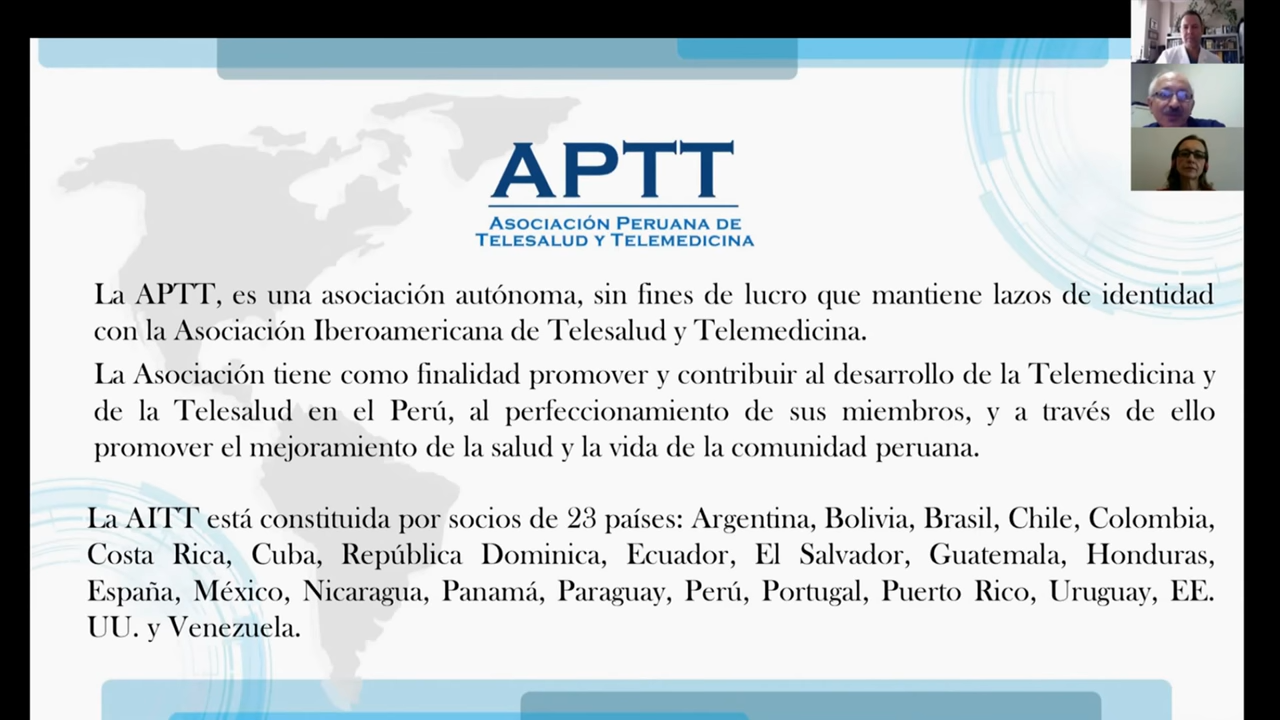 APTT
ASOCIACIÓN PERUANA DE
TELESALUD Y TELEMEDICINA
La APTT, es una asociación autónoma, sin fines de lucro que mantiene lazos de identidad
con la Asociación Iberoamericana de Telesalud y Telemedicina.
La Asociación tiene como finalidad promover y contribuir al desarrollo de la Telemedicina y
de la Telesalud en el Perú, al perfeccionamiento de sus miembros, y a través de ello
promover el mejoramiento de la salud y la vida de la comunidad peruana.
La AITT está constituida por socios de 23 países: Argentina, Bolivia, Brasil, Chile, Colombia,
Costa Rica, Cuba, República Dominica, Ecuador, El Salvador, Guatemala, Honduras,
España, México, Nicaragua, Panamá, Paraguay, Perú, Portugal, Puerto Rico, Uruguay, EE.
UU. y Venezuela.